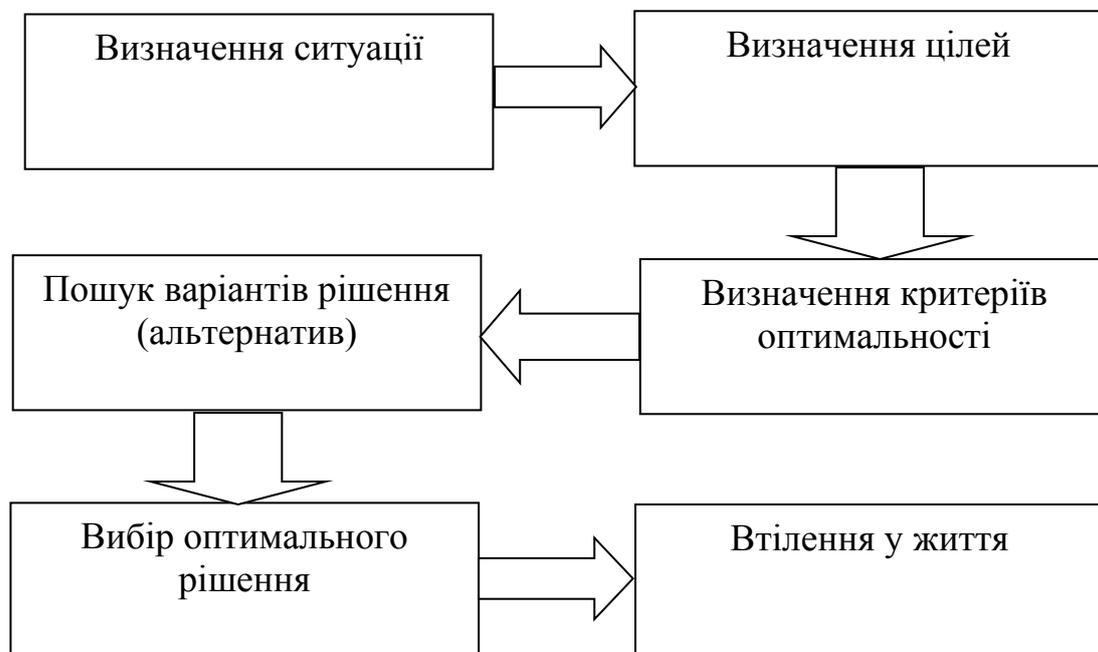 Визначення ситуації
Визначення цілей
Визначення критеріїв
оптимальності
Пошук варіантів рішення
(альтернатив)
Вибір оптимального
рішення
Втілення у життя